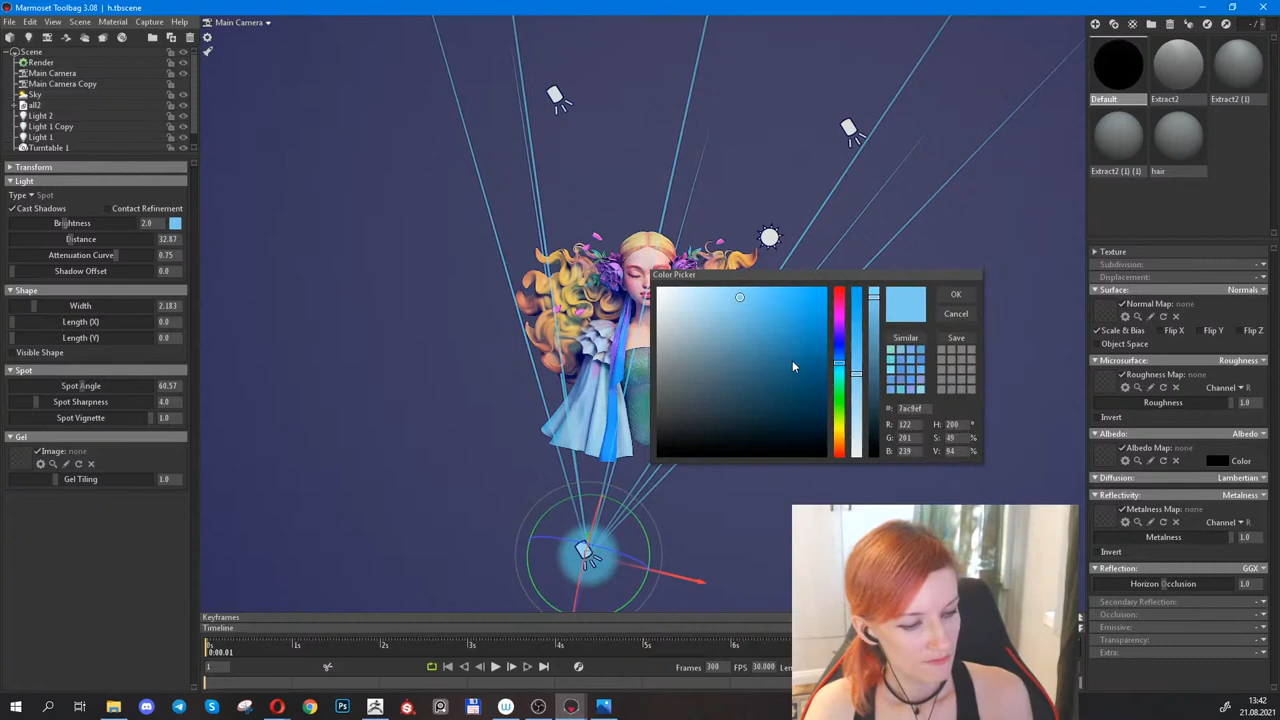 Marmoset Toolbag 3.08 | h.tbscene
File Edit View Scene Material Capture Help
Main Camera
Scene
Render
Main Camera
Main Camera Copy
Sky
all2
Light 2
Light 1 Copy
Light 1
Turntable 1
Transform
Light
Type Spot
Cast Shadows Contact Refinement
Brightness 2.0
Distance 32.87
Attenuation Curve 0.75
Shadow Offset 0.0
Shape
Width 2.183
Length (X) 0.0
Length (Y) 0.0
Visible Shape
Spot
Spot Angle 60.57
Spot Sharpness 4.0
Spot Vignette 1.0
Gel
Image: none
Gel Tiling 1.0
Color Picker
OK
Cancel
Similar Save
#: 7ac9ef
R: 122 H: 200 °
G: 201 S: 49 %
B: 239 V: 94 %
Keyframes
Timeline
0s 1s 2s 3s 4s 5s 6s
0:00.01
1
Frames 300 FPS 30.000
Default Extract2 Extract2 (1)
Extract2 (1) (1) hair
Texture
Subdivision:
Displacement:
Surface: Normals
Normal Map: none
Scale & Bias Flip X Flip Y Flip Z
Object Space
Microsurface: Roughness
Roughness Map: none
Channel R
Roughness 1.0
Invert
Albedo: Albedo
Albedo Map: none
Color
Diffusion: Lambertian
Reflectivity: Metalness
Metalness Map: none
Channel R
Metalness 1.0
Invert
Reflection: GGX
Horizon Occlusion 1.0
Secondary Reflection:
Occlusion:
Emissive:
Transparency:
Extra:
13:42
21.08.2021